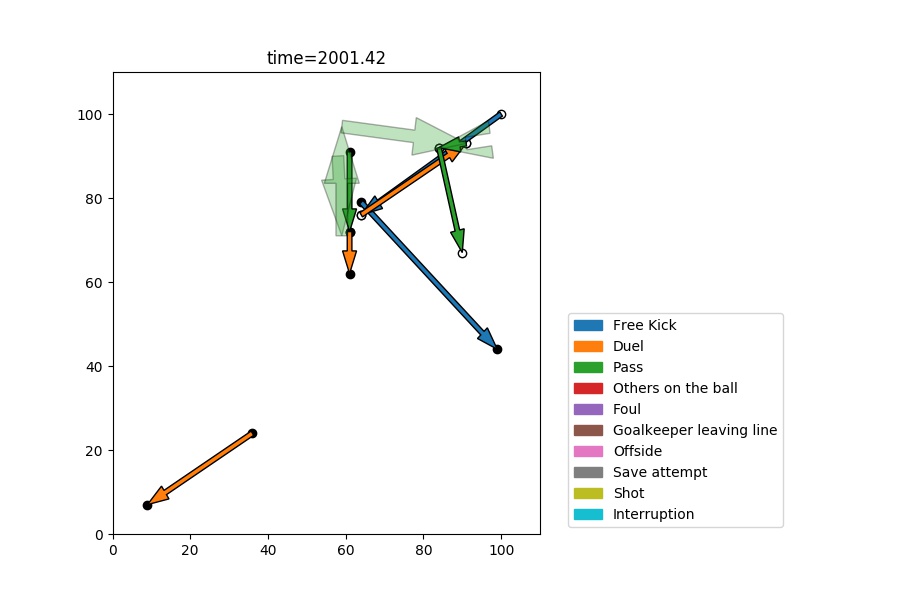 time=2001.42
100
80
60
40
20
0
0 20 40 60 80 100
Free Kick
Duel
Pass
Others on the ball
Foul
Goalkeeper leaving line
Offside
Save attempt
Shot
Interruption